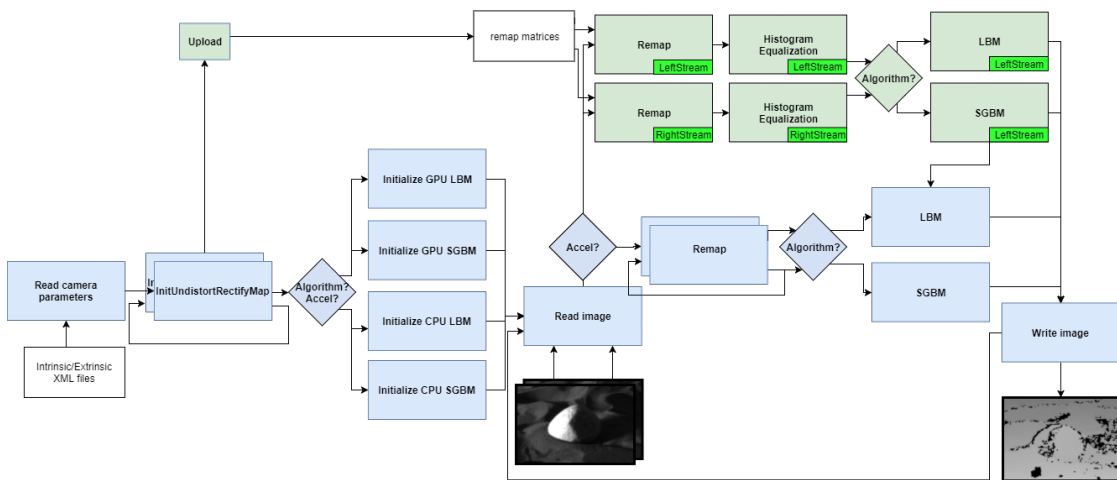 Upload
remap matrices
Remap
LeftStream
Histogram
Equalization
LeftStream
Algorithm?
LBM
LeftStream
Remap
RightStream
Histogram
Equalization
RightStream
SGBM
LeftStream
Initialize GPU LBM
Initialize GPU SGBM
Initialize CPU LBM
Initialize CPU SGBM
Accel?
Remap
Algorithm?
LBM
SGBM
Read camera
parameters
InitUndistortRectifyMap
Algorithm?
Accel?
Read image
Write image
Intrinsic/Extrinsic
XML files